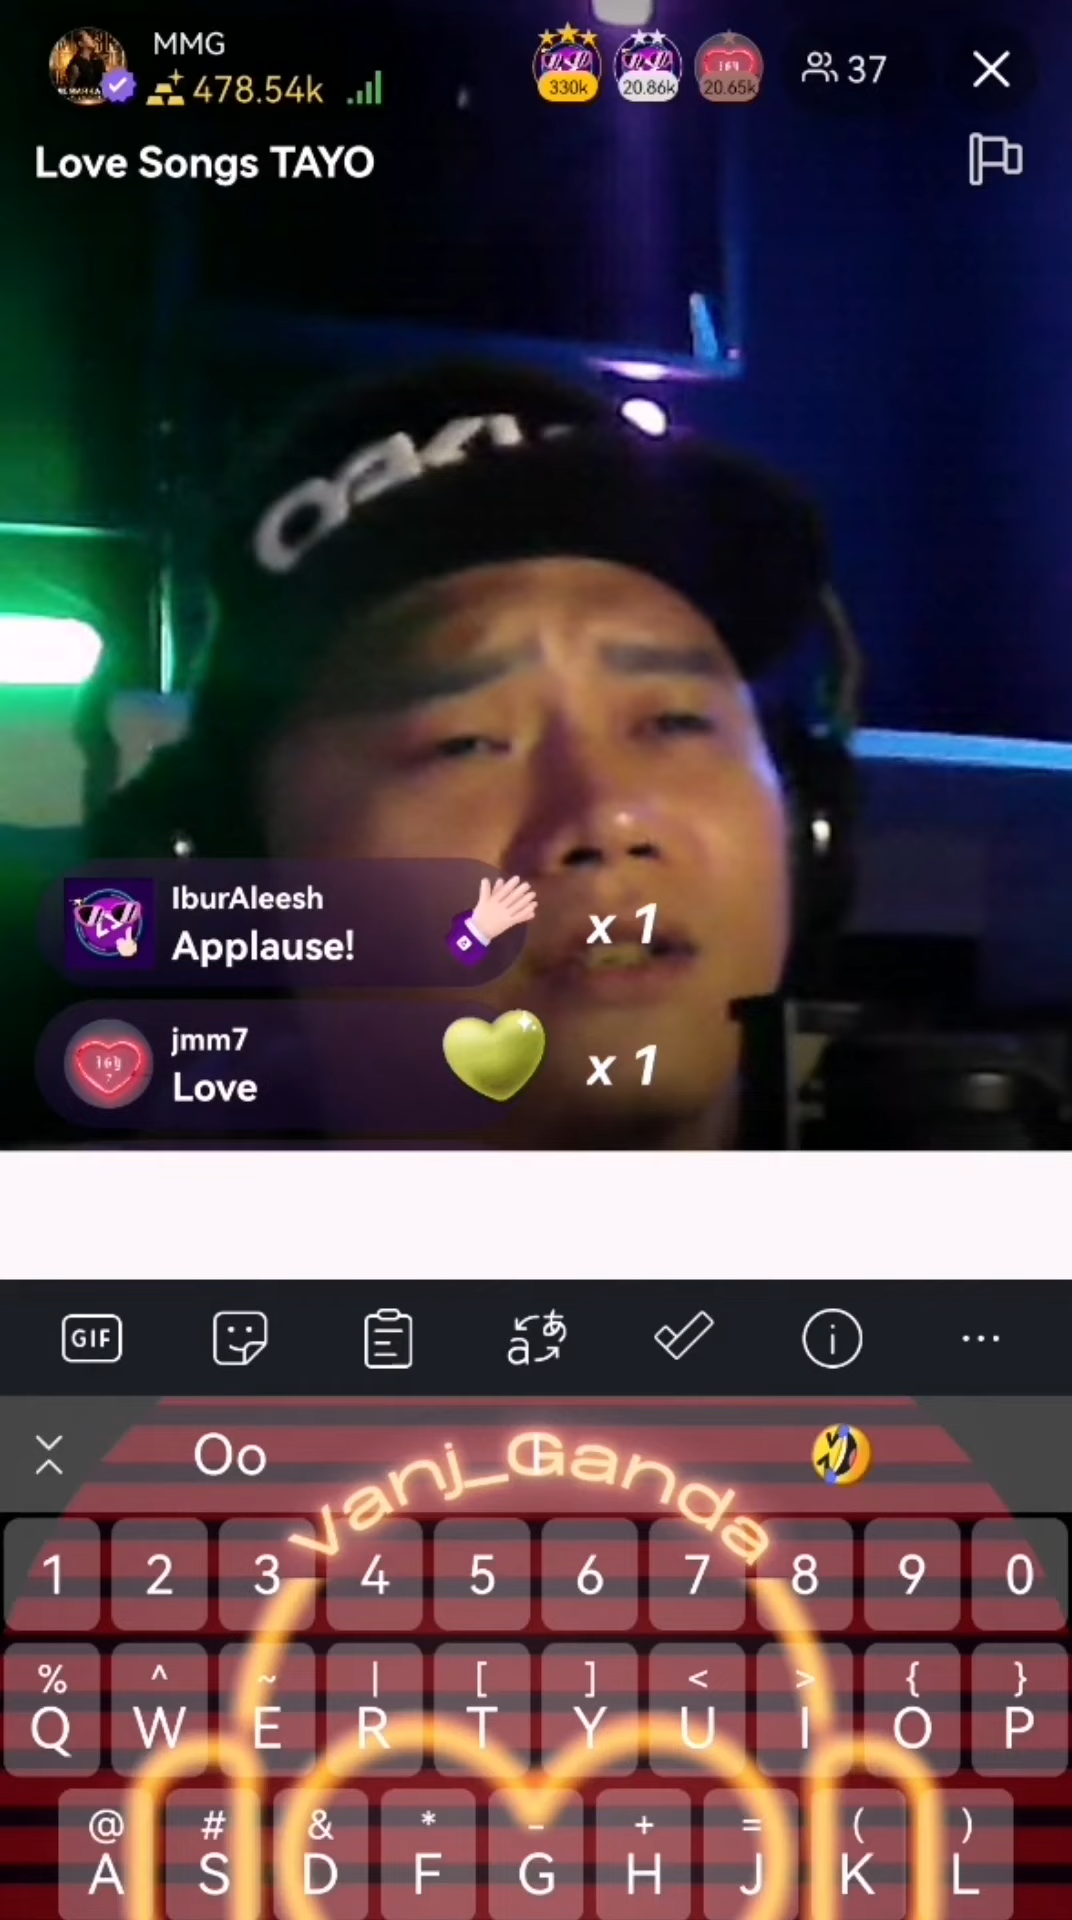 MMG
478.54k
330k
20.86k
20.65k
37
Love Songs TAYO
IburAleesh
Applause!
x 1
jmm7
Love
x 1
GIF
Oo
I
vanj_Ganda
1 2 3 4 5 6 7 8 9 0
% ^ ~ | [ ] < > { }
Q W E R T Y U I O P
@ # & * - + = ( )
A S D F G H J K L